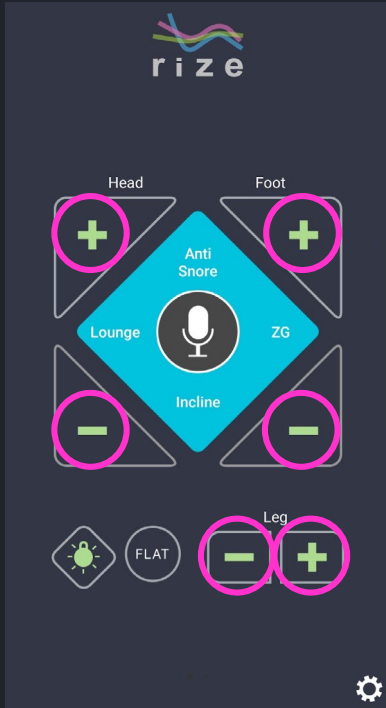 rize
Head
Foot
+
+
Anti
Snore
Lounge
ZG
Incline
-
-
Leg
FLAT
-
+